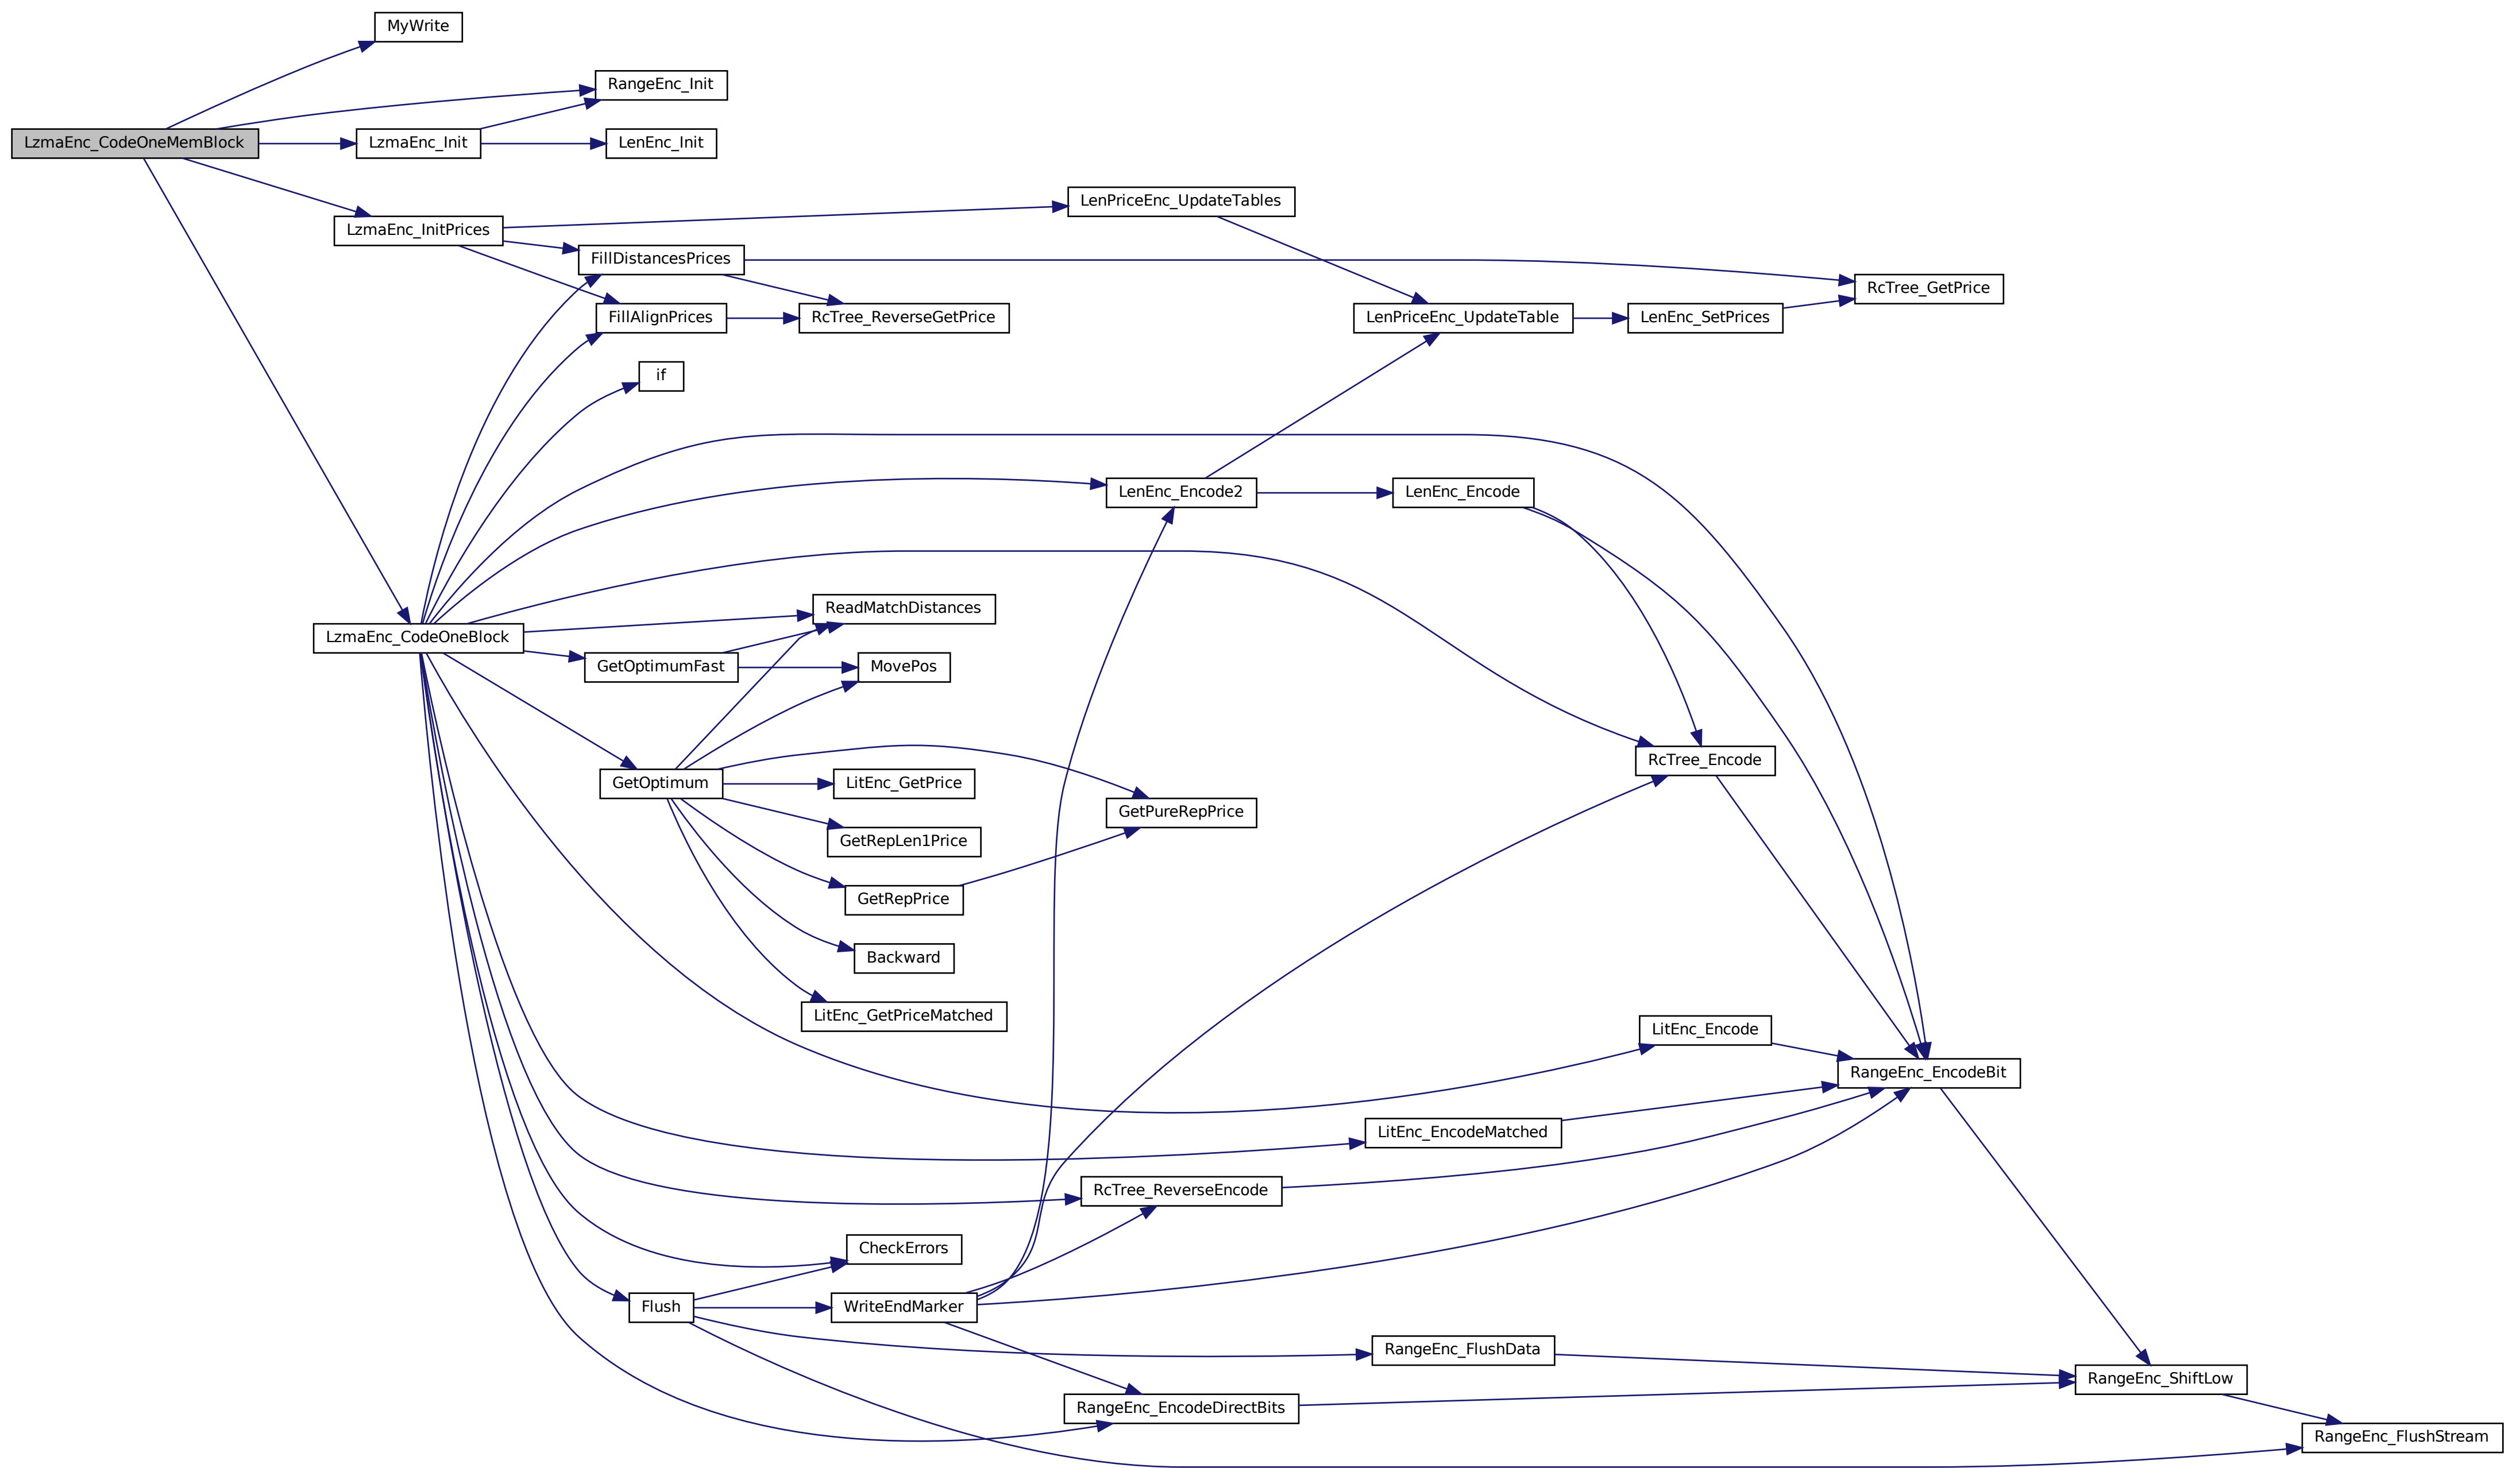 MyWrite
RangeEnc_Init
LzmaEnc_CodeOneMemBlock
LzmaEnc_Init
LenEnc_Init
LenPriceEnc_UpdateTables
LzmaEnc_InitPrices
FillDistancesPrices
RcTree_GetPrice
FillAlignPrices
RcTree_ReverseGetPrice
LenPriceEnc_UpdateTable
LenEnc_SetPrices
if
LenEnc_Encode2
LenEnc_Encode
ReadMatchDistances
LzmaEnc_CodeOneBlock
GetOptimumFast
MovePos
RcTree_Encode
GetOptimum
LitEnc_GetPrice
GetPureRepPrice
GetRepLen1Price
GetRepPrice
Backward
LitEnc_GetPriceMatched
LitEnc_Encode
RangeEnc_EncodeBit
LitEnc_EncodeMatched
RcTree_ReverseEncode
CheckErrors
Flush
WriteEndMarker
RangeEnc_FlushData
RangeEnc_ShiftLow
RangeEnc_EncodeDirectBits
RangeEnc_FlushStream